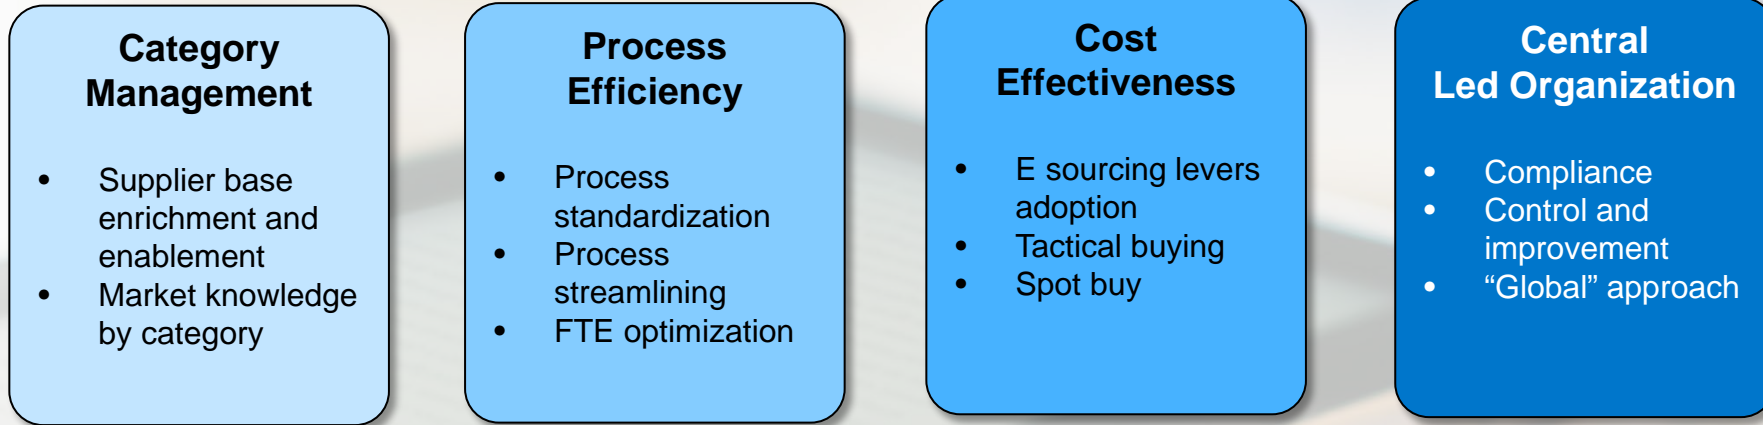 Category
Management
• Supplier base
enrichment and
enablement
• Market knowledge
by category
Process
Efficiency
• Process
standardization
• Process
streamlining
• FTE optimization
Cost
Effectiveness
• E sourcing levers
adoption
• Tactical buying
• Spot buy
Central
Led Organization
• Compliance
• Control and
improvement
• “Global” approach